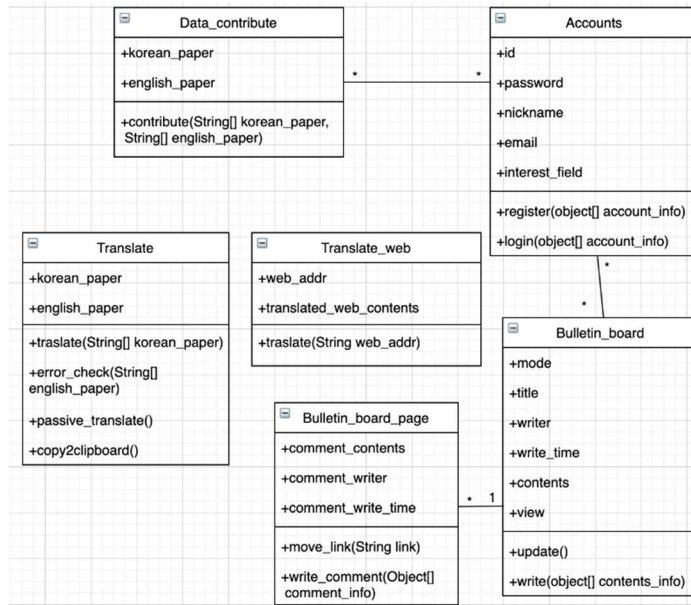 Data_contribute
+korean_paper
+english_paper
+contribute(String[] korean_paper,
String[] english_paper)
*
*
Accounts
+id
+password
+nickname
+email
+interest_field
+register(object[] account_info)
+login(object[] account_info)
*
*
Translate
+korean_paper
+english_paper
+traslate(String[] korean_paper)
+error_check(String[]
english_paper)
+passive_translate()
+copy2clipboard()
Translate_web
+web_addr
+translated_web_contents
+traslate(String web_addr)
Bulletin_board_page
+comment_contents
+comment_writer
+comment_write_time
+move_link(String link)
+write_comment(Object[]
comment_info)
*
1
Bulletin_board
+mode
+title
+writer
+write_time
+contents
+view
+update()
+write(object[] contents_info)